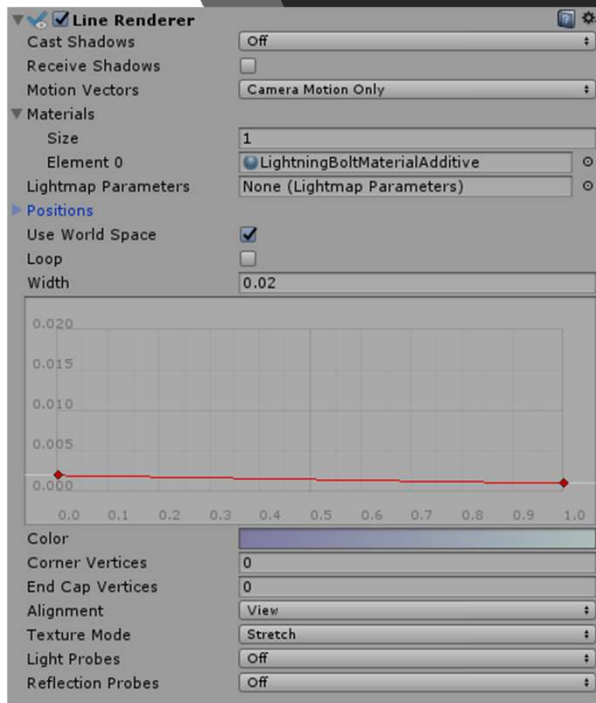 Line Renderer
Cast Shadows Off
Receive Shadows
Motion Vectors Camera Motion Only
Materials
Size 1
Element 0 LightningBoltMaterialAdditive
Lightmap Parameters None (Lightmap Parameters)
Positions
Use World Space
Loop
Width 0.02
0.020
0.015
0.010
0.005
0.000
0.0 0.1 0.2 0.3 0.4 0.5 0.6 0.7 0.8 0.9 1.0
Color
Corner Vertices 0
End Cap Vertices 0
Alignment View
Texture Mode Stretch
Light Probes Off
Reflection Probes Off